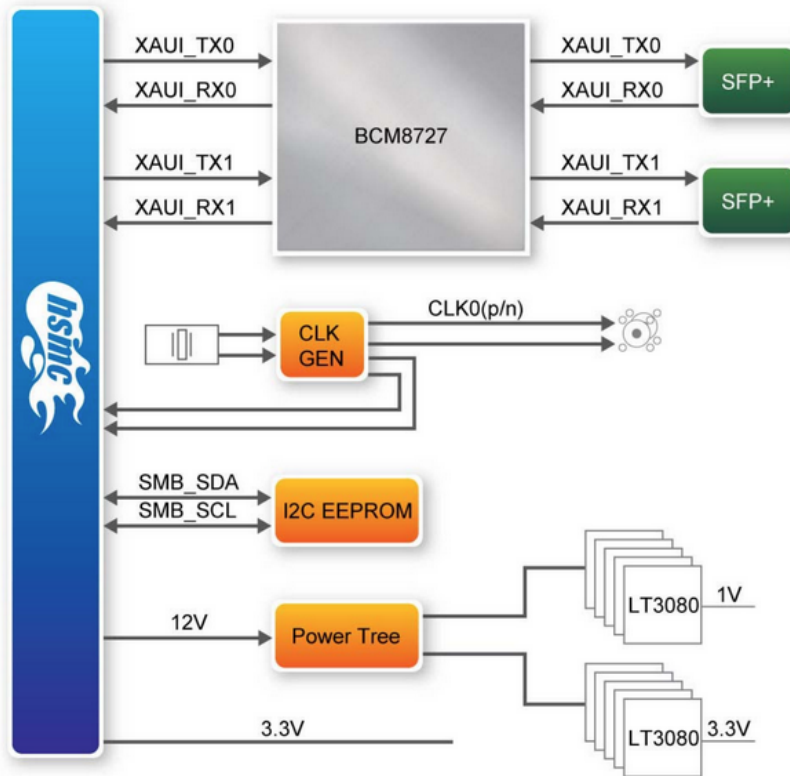 XAUI_TX0
XAUI_TX0
XAUI_RX0
XAUI_RX0
SFP+
BCM8727
XAUI_TX1
XAUI_TX1
XAUI_RX1
XAUI_RX1
SFP+
hsmc
CLK0(p/n)
CLK
GEN
SMB_SDA
SMB_SCL
I2C EEPROM
12V
Power Tree
LT3080
1V
3.3V
LT3080
3.3V